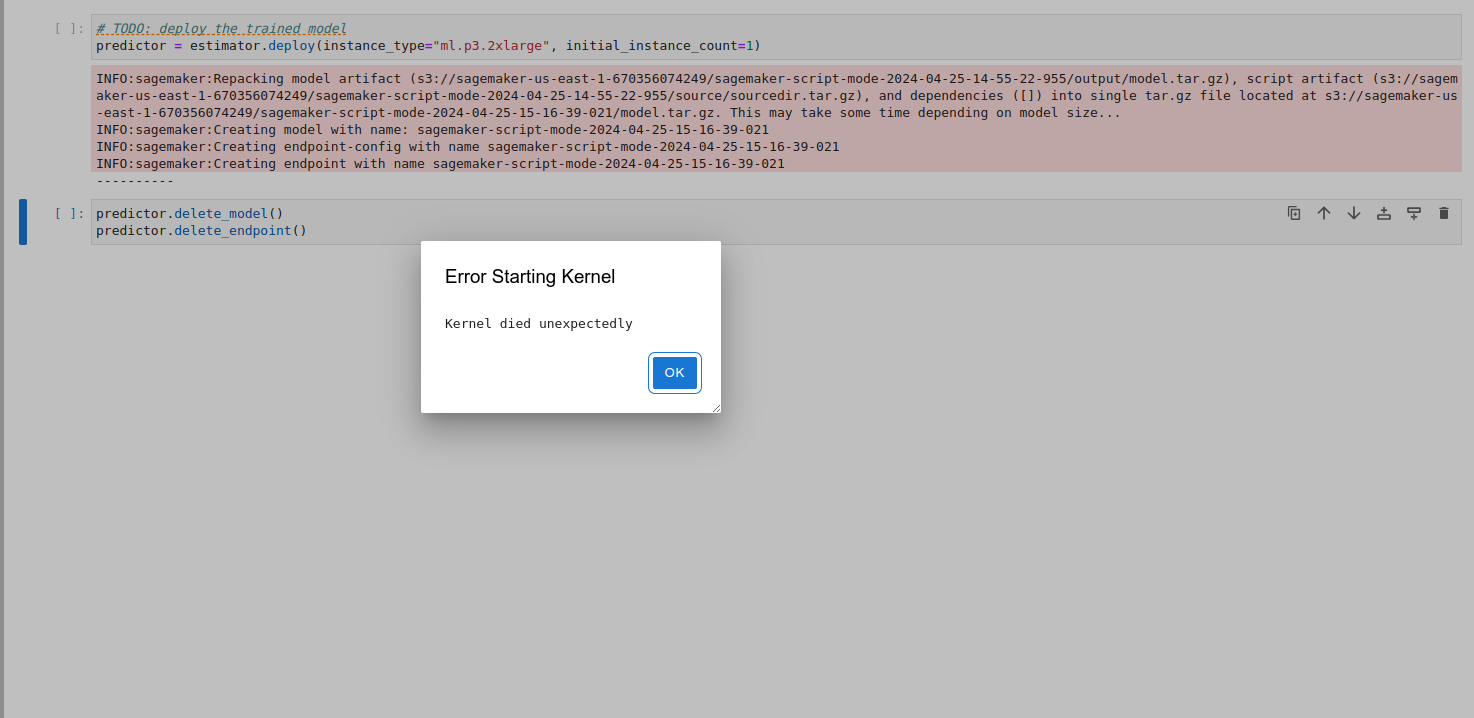 [ ]: # TODO: deploy the trained model
predictor = estimator.deploy(instance_type="ml.p3.2xlarge", initial_instance_count=1)
INFO:sagemaker:Repacking model artifact (s3://sagemaker-us-east-1-670356074249/sagemaker-script-mode-2024-04-25-14-55-22-955/output/model.tar.gz), script artifact (s3://sagem
aker-us-east-1-670356074249/sagemaker-script-mode-2024-04-25-14-55-22-955/source/sourcedir.tar.gz), and dependencies ([]) into single tar.gz file located at s3://sagemaker-us
-east-1-670356074249/sagemaker-script-mode-2024-04-25-15-16-39-021/model.tar.gz. This may take some time depending on model size...
INFO:sagemaker:Creating model with name: sagemaker-script-mode-2024-04-25-15-16-39-021
INFO:sagemaker:Creating endpoint-config with name sagemaker-script-mode-2024-04-25-15-16-39-021
INFO:sagemaker:Creating endpoint with name sagemaker-script-mode-2024-04-25-15-16-39-021
----------
[ ]: predictor.delete_model()
predictor.delete_endpoint()
Error Starting Kernel
Kernel died unexpectedly
OK